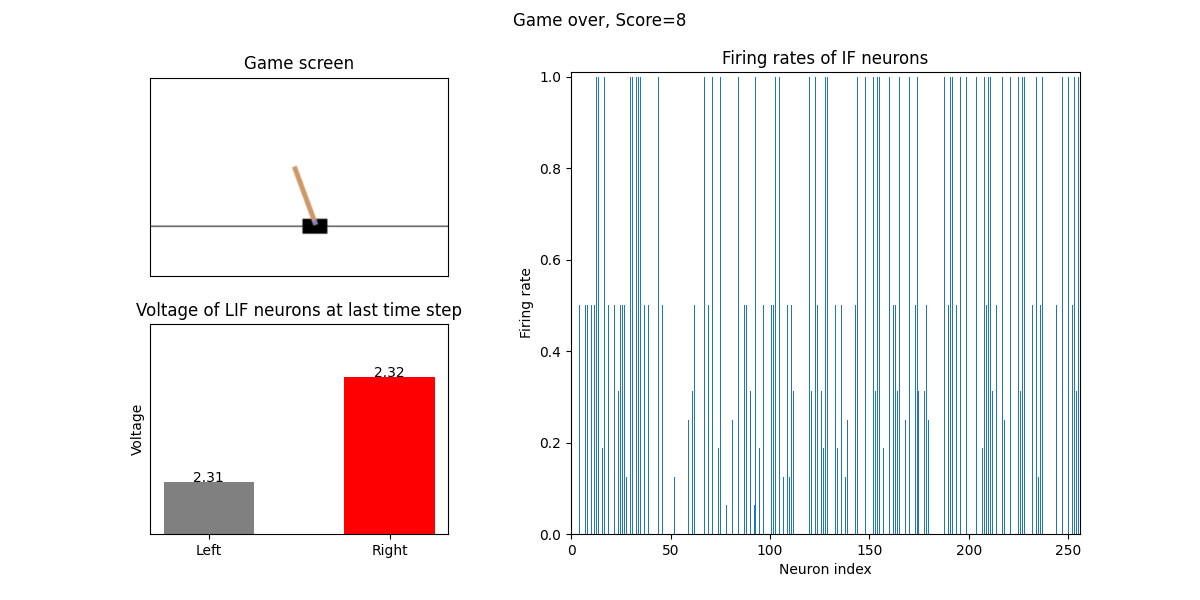 Game over, Score=8
Game screen
Voltage of LIF neurons at last time step
Voltage
2.31
2.32
Left
Right
Firing rates of IF neurons
Firing rate
1.0
0.8
0.6
0.4
0.2
0.0
0
50
100
150
200
250
Neuron index